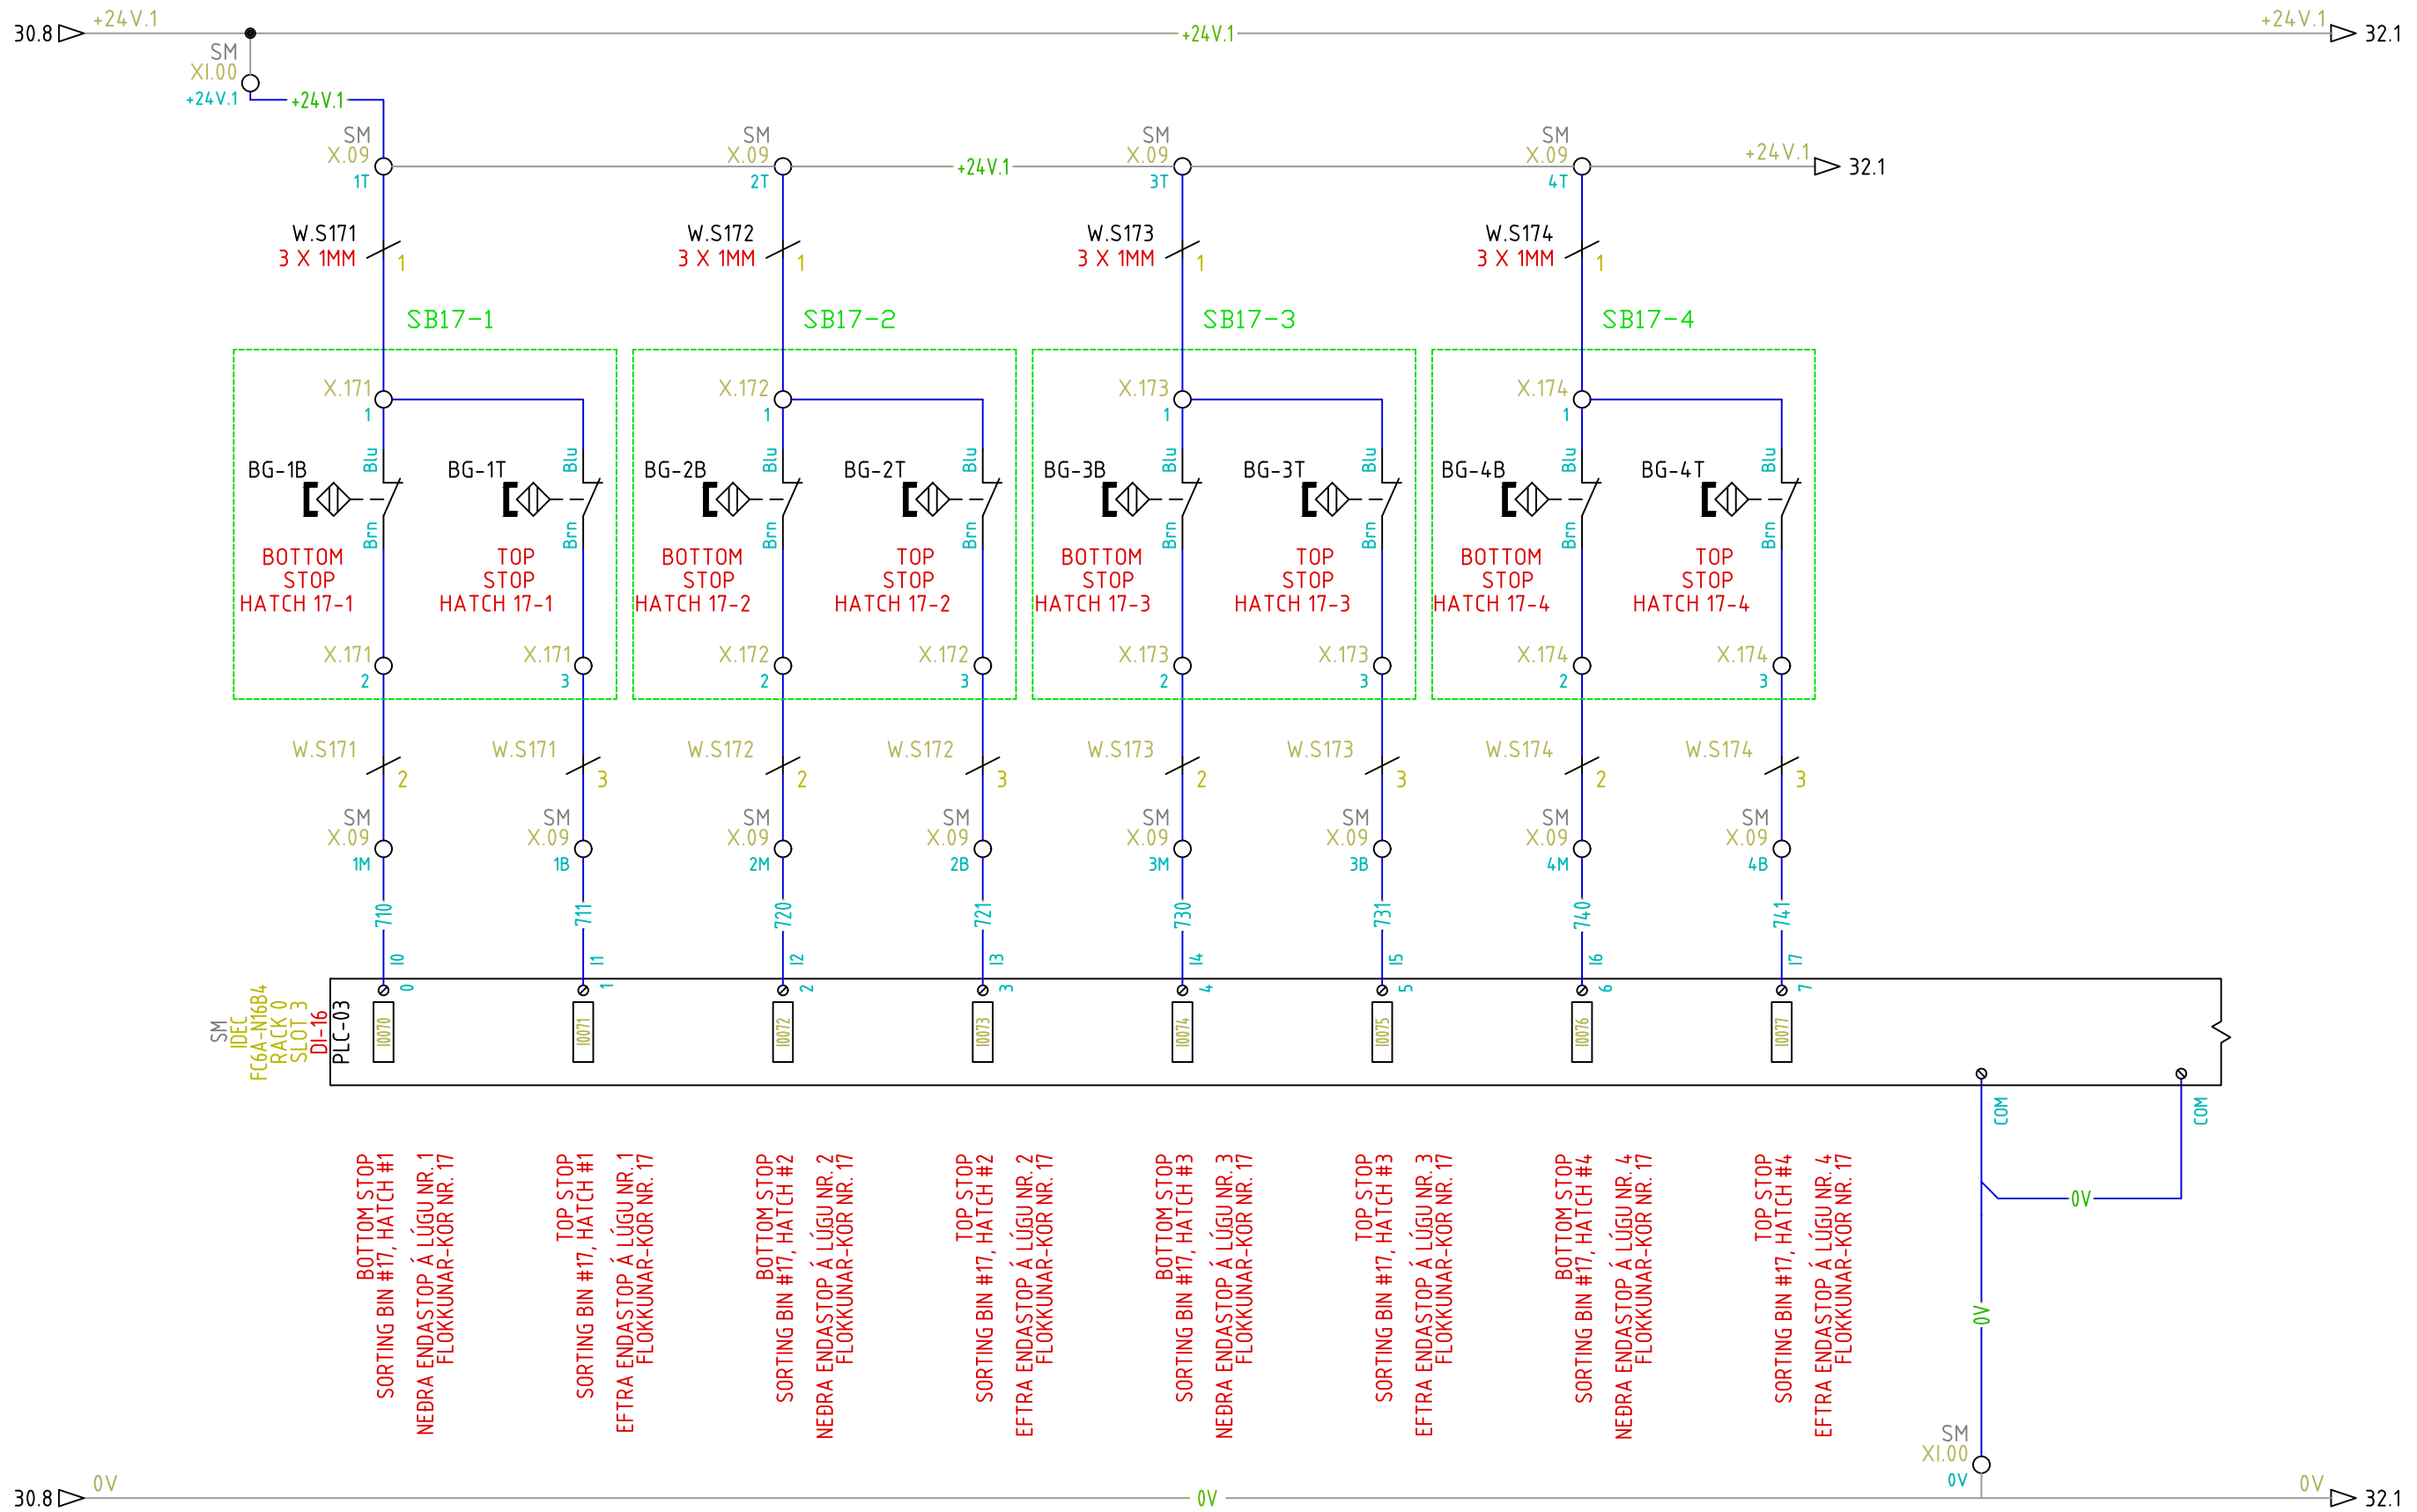 +24V.1
+24V.1
+24V.1
30.8
32.1
SM
XI.00
+24V.1
+24V.1
SM
X.09
1T
SM
X.09
2T
+24V.1
SM
X.09
3T
SM
X.09
4T
+24V.1
32.1
W.S171
3 X 1MM
1
W.S172
3 X 1MM
1
W.S173
3 X 1MM
1
W.S174
3 X 1MM
1
SB17-1
SB17-2
SB17-3
SB17-4
X.171
1
X.172
1
X.173
1
X.174
1
BG-1B
Blu
Brn
BOTTOM
STOP
HATCH 17-1
BG-1T
Blu
Brn
TOP
STOP
HATCH 17-1
BG-2B
Blu
Brn
BOTTOM
STOP
HATCH 17-2
BG-2T
Blu
Brn
TOP
STOP
HATCH 17-2
BG-3B
Blu
Brn
BOTTOM
STOP
HATCH 17-3
BG-3T
Blu
Brn
TOP
STOP
HATCH 17-3
BG-4B
Blu
Brn
BOTTOM
STOP
HATCH 17-4
BG-4T
Blu
Brn
TOP
STOP
HATCH 17-4
X.171
2
X.171
3
X.172
2
X.172
3
X.173
2
X.173
3
X.174
2
X.174
3
W.S171
2
W.S171
3
W.S172
2
W.S172
3
W.S173
2
W.S173
3
W.S174
2
W.S174
3
SM
X.09
1M
SM
X.09
1B
SM
X.09
2M
SM
X.09
2B
SM
X.09
3M
SM
X.09
3B
SM
X.09
4M
SM
X.09
4B
710
711
720
721
730
731
740
741
I0
I1
I2
I3
I4
I5
I6
I7
0
1
2
3
4
5
6
7
SM
IDEC
FC6A-N16B4
RACK 0
SLOT 3
DI-16
PLC-03
I0070
I0071
I0072
I0073
I0074
I0075
I0076
I0077
COM
COM
BOTTOM STOP
SORTING BIN #17, HATCH #1
NEÐRA ENDASTOP Á LÚGU NR. 1
FLOKKUNAR-KOR NR. 17
TOP STOP
SORTING BIN #17, HATCH #1
EFTRA ENDASTOP Á LÚGU NR. 1
FLOKKUNAR-KOR NR. 17
BOTTOM STOP
SORTING BIN #17, HATCH #2
NEÐRA ENDASTOP Á LÚGU NR. 2
FLOKKUNAR-KOR NR. 17
TOP STOP
SORTING BIN #17, HATCH #2
EFTRA ENDASTOP Á LÚGU NR. 2
FLOKKUNAR-KOR NR. 17
BOTTOM STOP
SORTING BIN #17, HATCH #3
NEÐRA ENDASTOP Á LÚGU NR. 3
FLOKKUNAR-KOR NR. 17
TOP STOP
SORTING BIN #17, HATCH #3
EFTRA ENDASTOP Á LÚGU NR. 3
FLOKKUNAR-KOR NR. 17
BOTTOM STOP
SORTING BIN #17, HATCH #4
NEÐRA ENDASTOP Á LÚGU NR. 4
FLOKKUNAR-KOR NR. 17
TOP STOP
SORTING BIN #17, HATCH #4
EFTRA ENDASTOP Á LÚGU NR. 4
FLOKKUNAR-KOR NR. 17
0V
0V
SM
XI.00
0V
0V
0V
0V
30.8
32.1